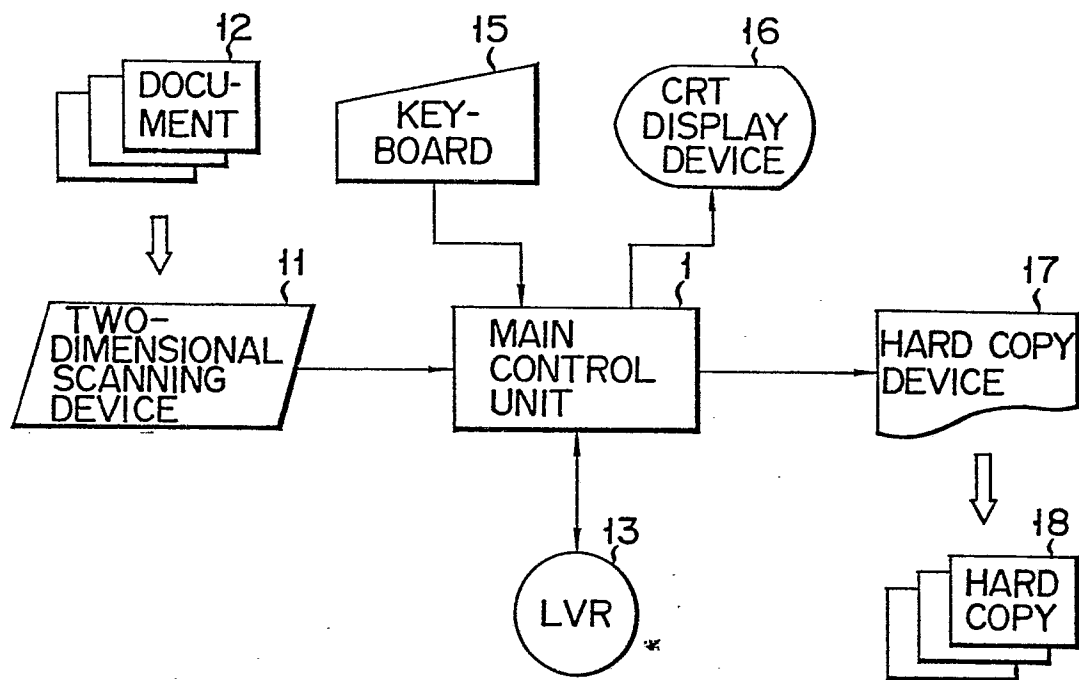 12
DOCU-
MENT
15
KEY-
BOARD
16
CRT
DISPLAY
DEVICE
11
TWO-
DIMENSIONAL
SCANNING
DEVICE
1
MAIN
CONTROL
UNIT
17
HARD COPY
DEVICE
13
LVR
18
HARD
COPY